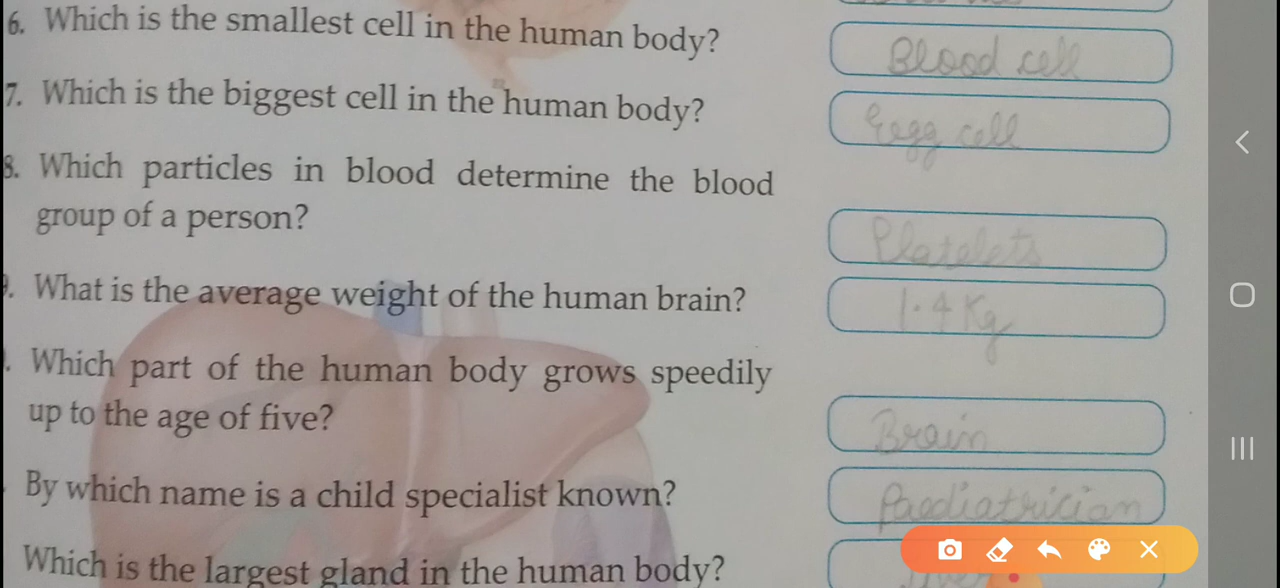 6. Which is the smallest cell in the human body?
Blood cell
7. Which is the biggest cell in the human body?
Eegg cell
8. Which particles in blood determine the blood
group of a person?
Platelets
9. What is the average weight of the human brain?
1.4 Kg
. Which part of the human body grows speedily
up to the age of five?
Brain
By which name is a child specialist known?
Paediatrician
Which is the largest gland in the human body?